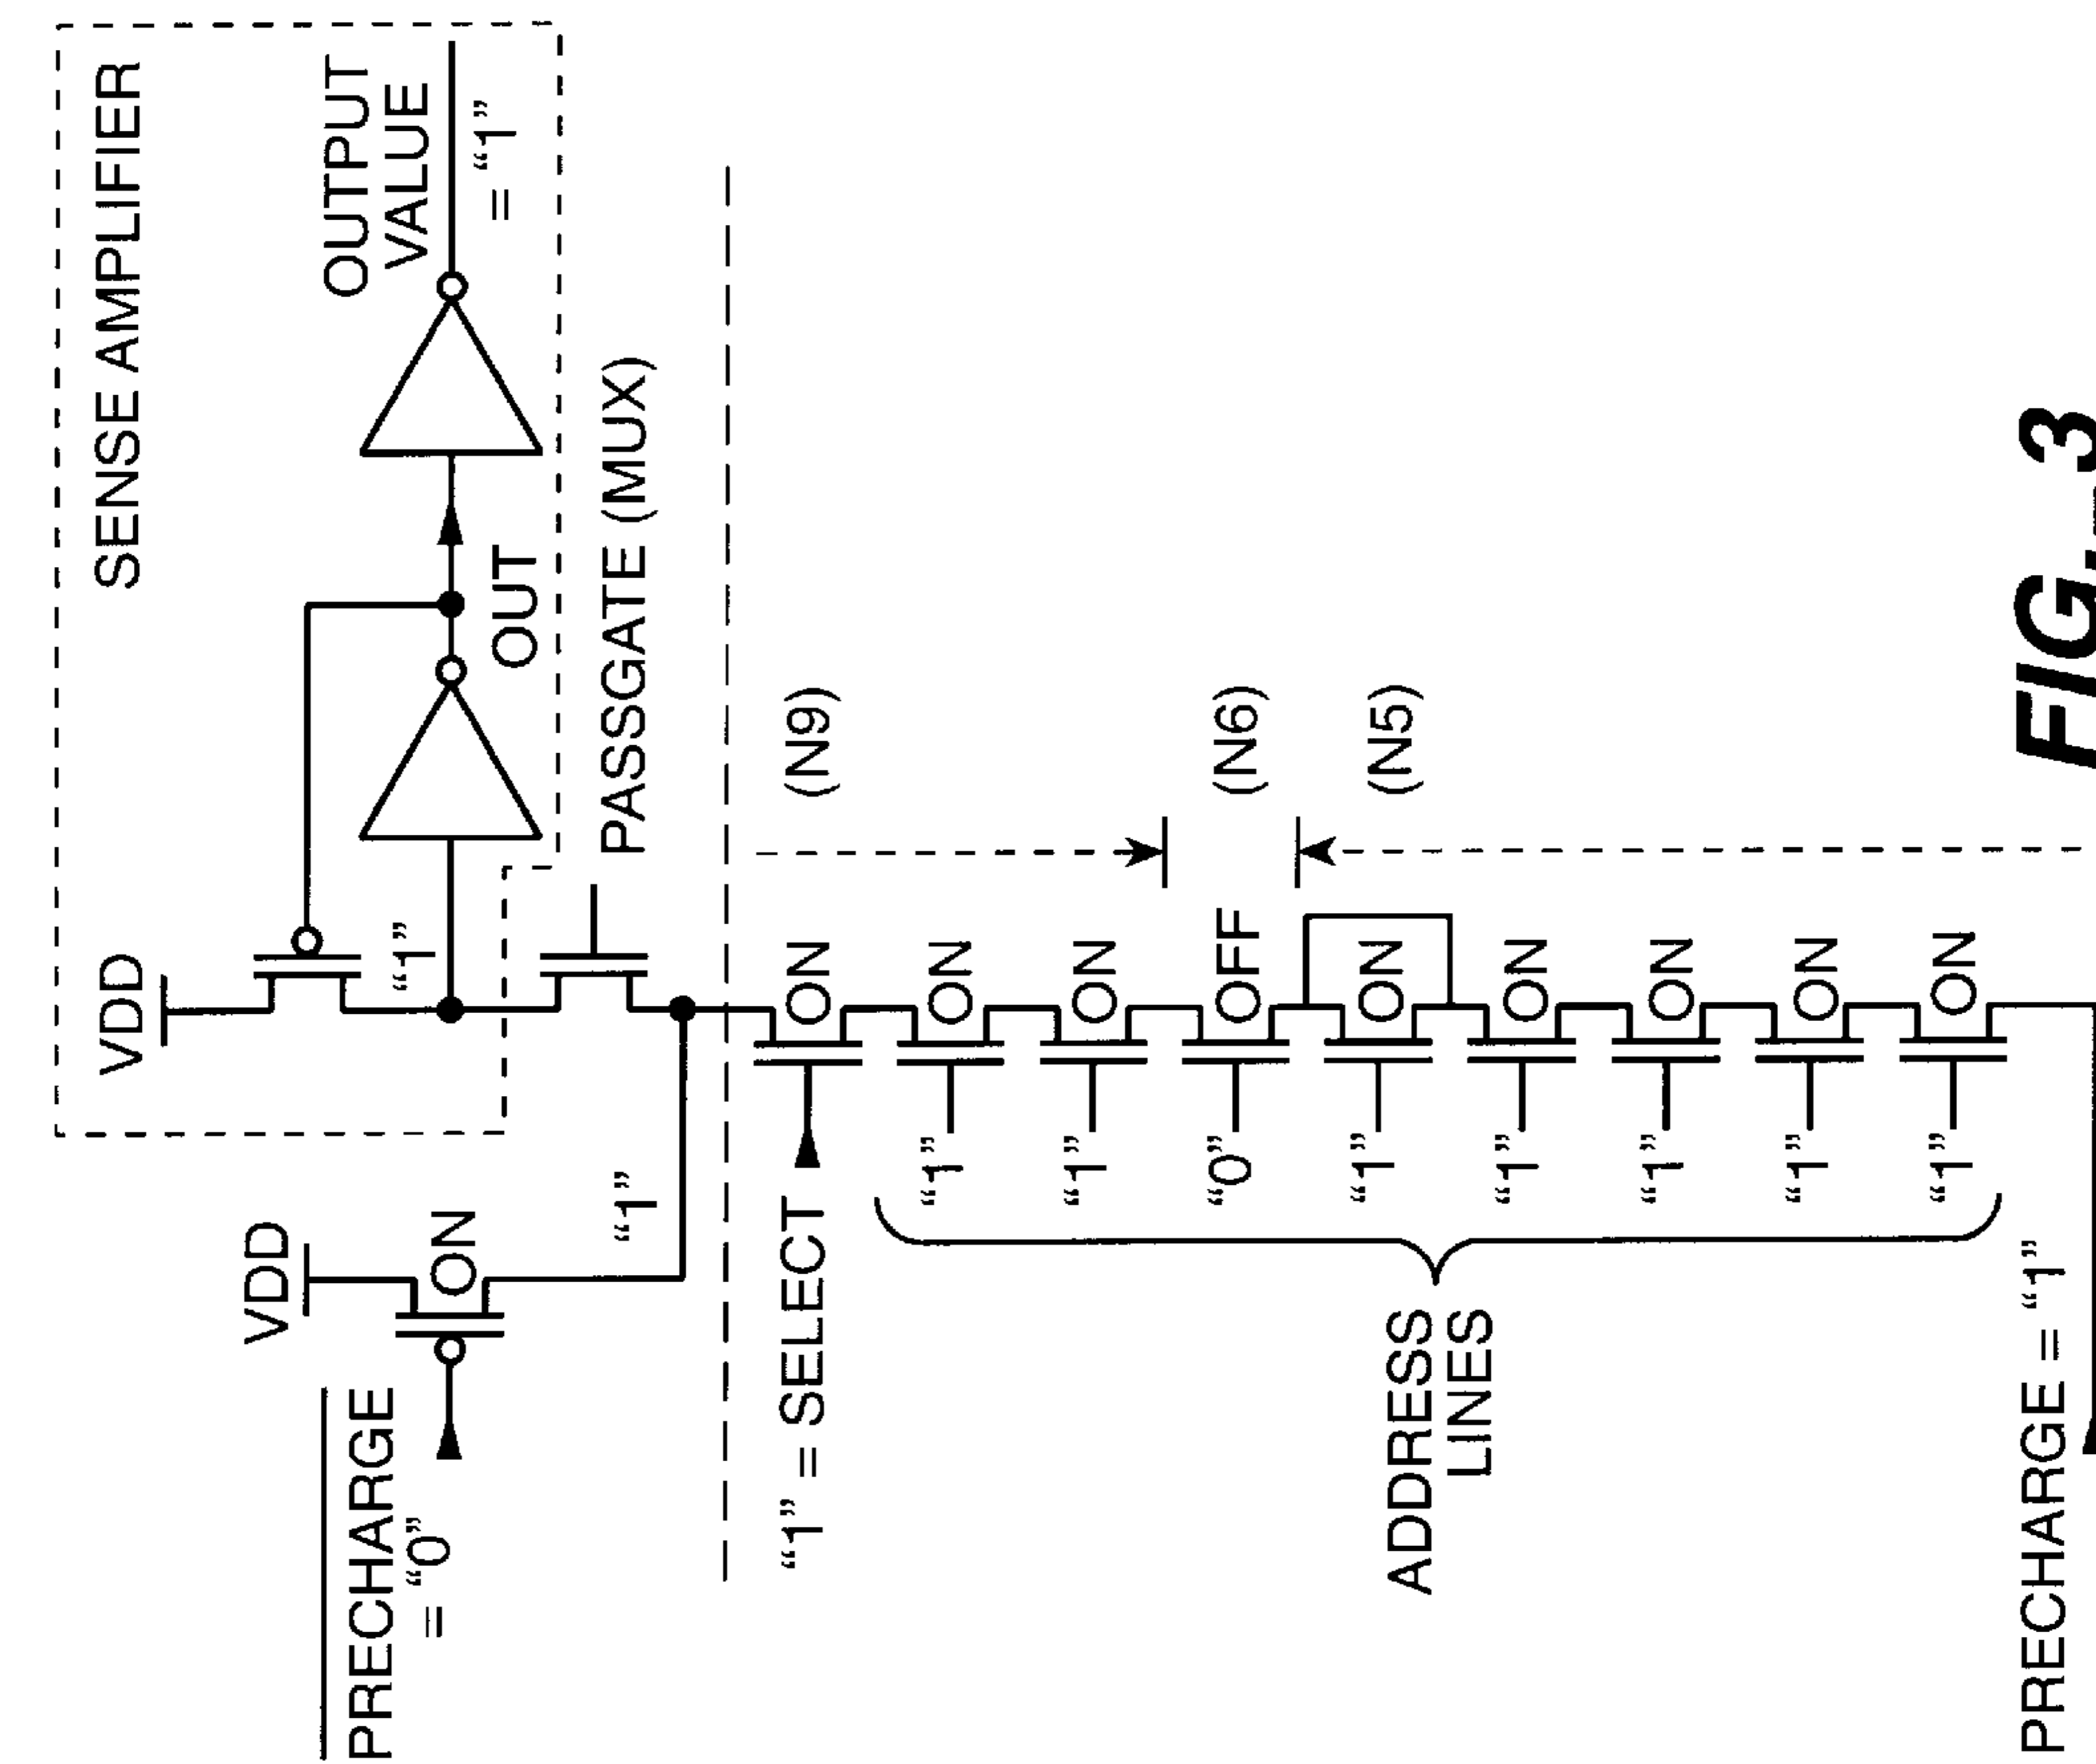 SENSE AMPLIFIER
VDD
"1"
OUT
OUTPUT
VALUE
= "1"
PASSGATE (MUX)
VDD
ON
PRECHARGE
= "0"
"1"
"1" = SELECT
ON
(N9)
"1"
ON
"1"
ON
"0"
OFF
(N6)
"1"
ON
(N5)
"1"
ON
"1"
ON
"1"
ON
"1"
ON
ADDRESS
LINES
PRECHARGE = "1"
FIG. 3